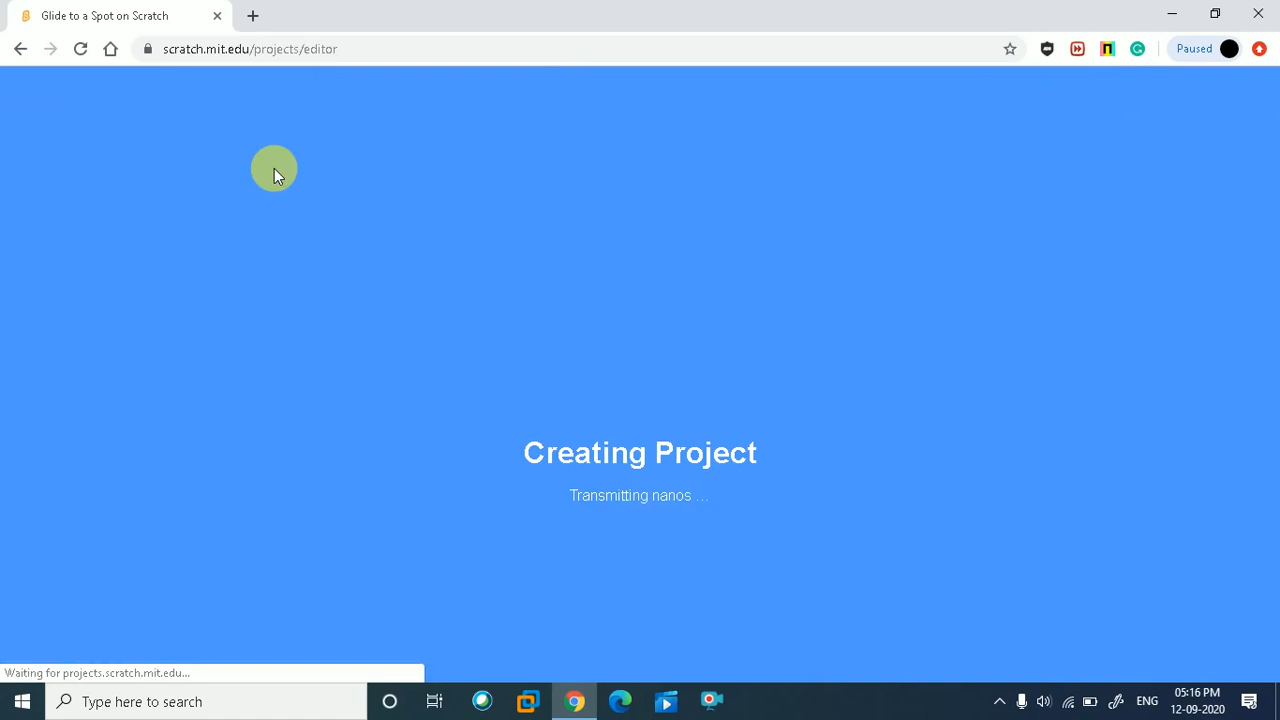 Glide to a Spot on Scratch
scratch.mit.edu/projects/editor
Paused
Creating Project
Transmitting nanos ...
Waiting for projects.scratch.mit.edu...
Type here to search
ENG
05:16 PM
12-09-2020